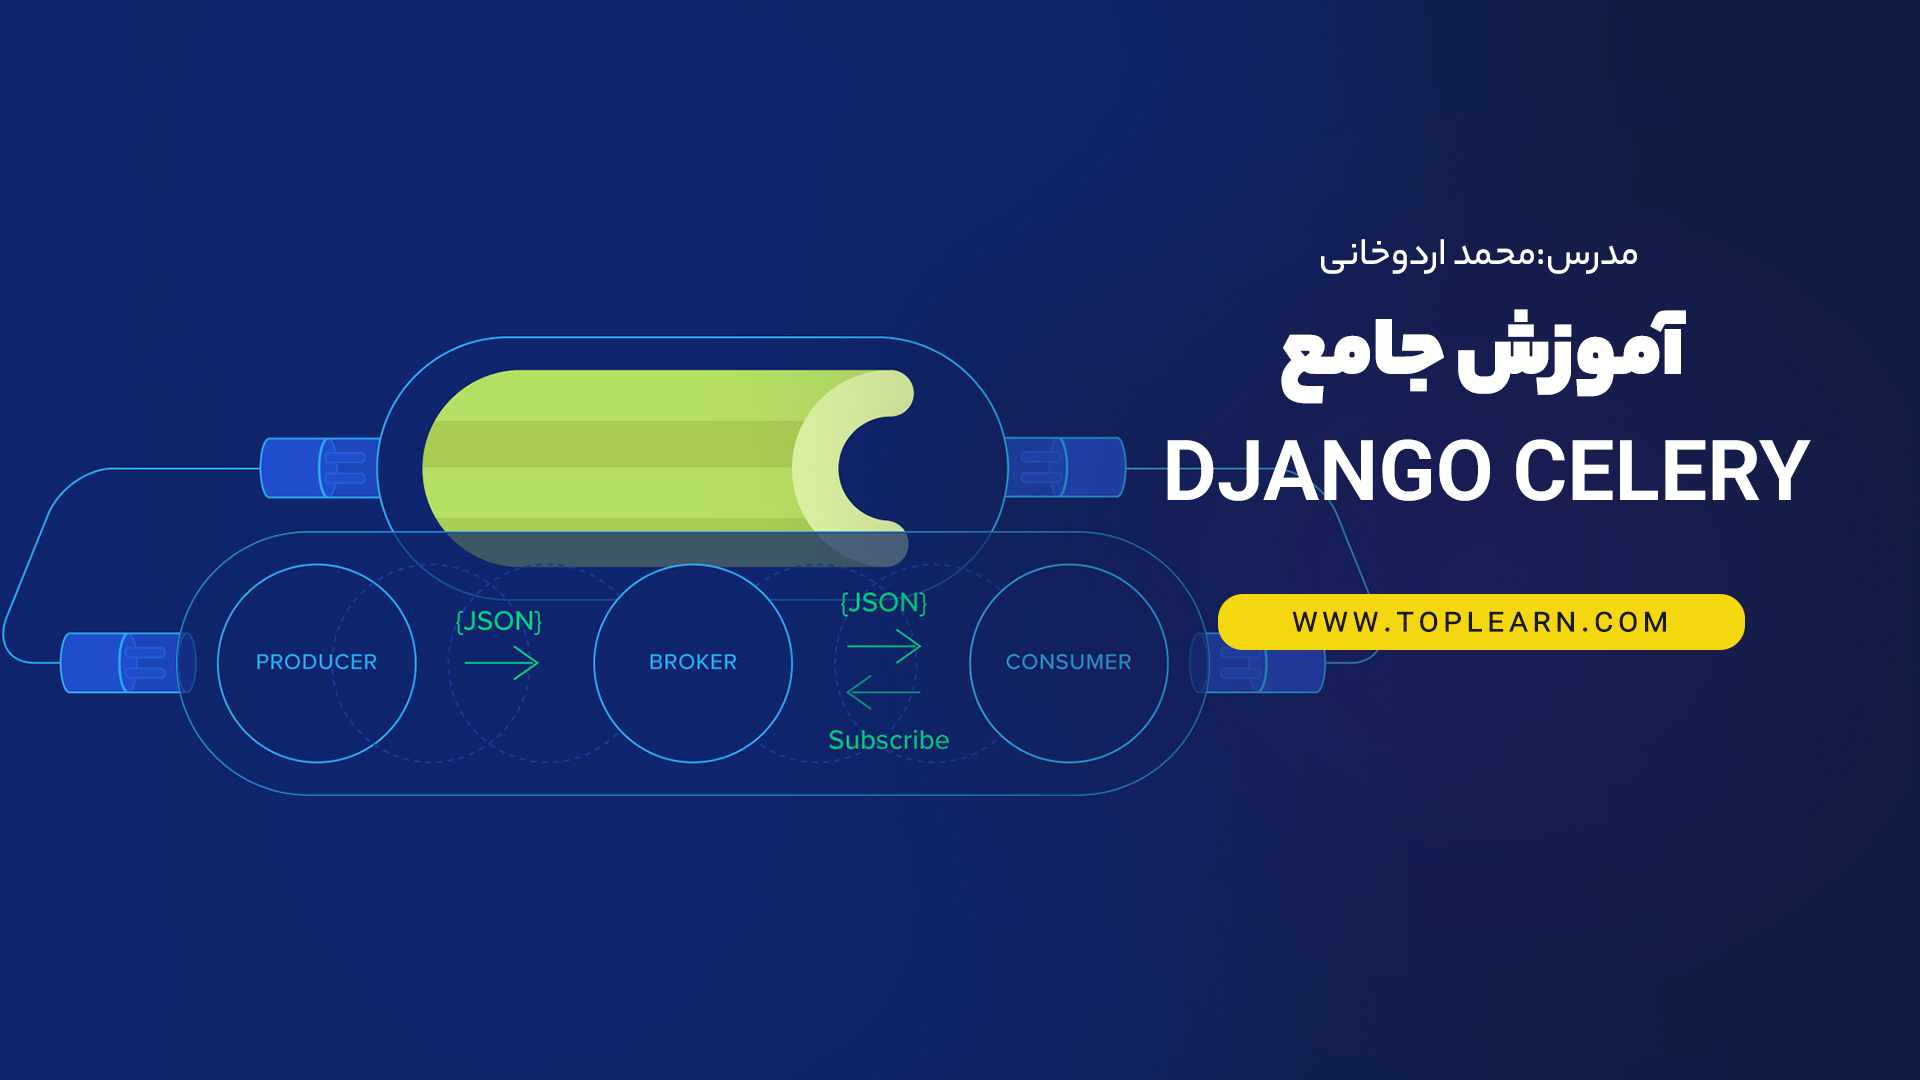 مدرس:محمد اردوخانی
آموزش جامع
DJANGO CELERY
WWW.TOPLEARN.COM
{JSON}
{JSON}
PRODUCER
BROKER
CONSUMER
Subscribe